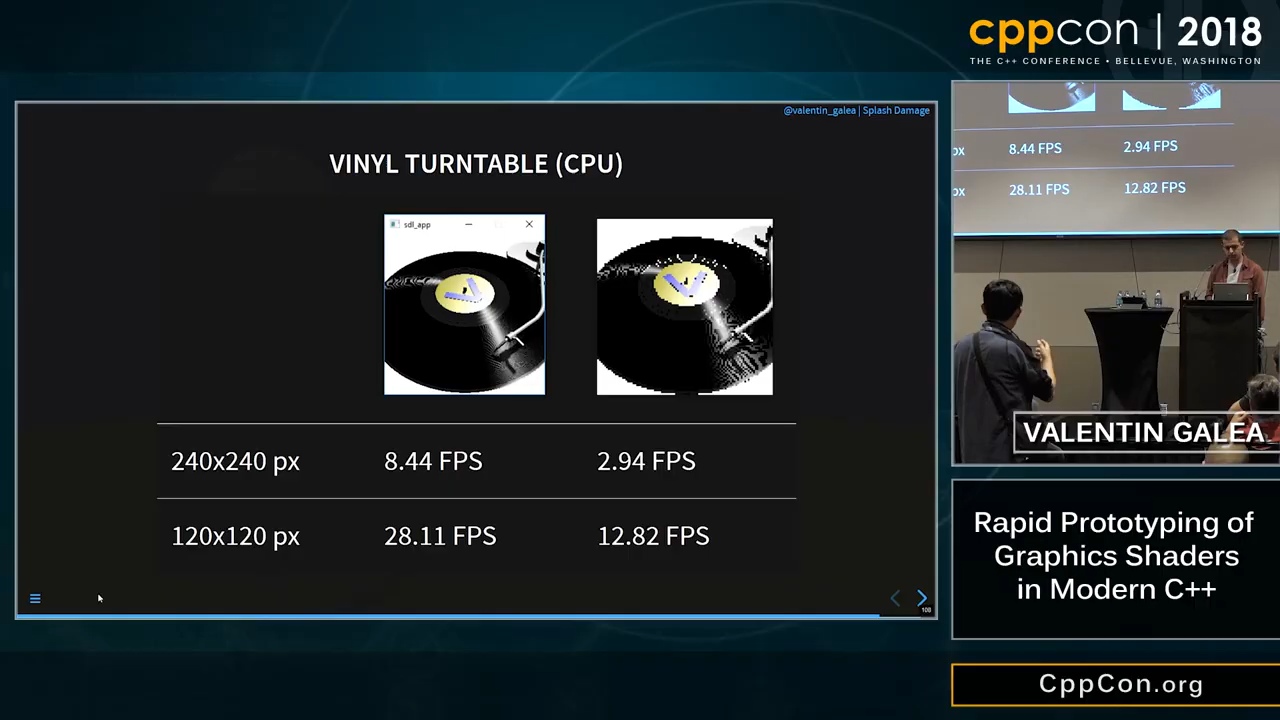 cppcon | 2018
THE C++ CONFERENCE • BELLEVUE, WASHINGTON
@valentin_galea | Splash Damage
VINYL TURNTABLE (CPU)
sdl_app
240x240 px 8.44 FPS 2.94 FPS
120x120 px 28.11 FPS 12.82 FPS
108
px 8.44 FPS 2.94 FPS
px 28.11 FPS 12.82 FPS
VALENTIN GALEA
Rapid Prototyping of
Graphics Shaders
in Modern C++
CppCon.org